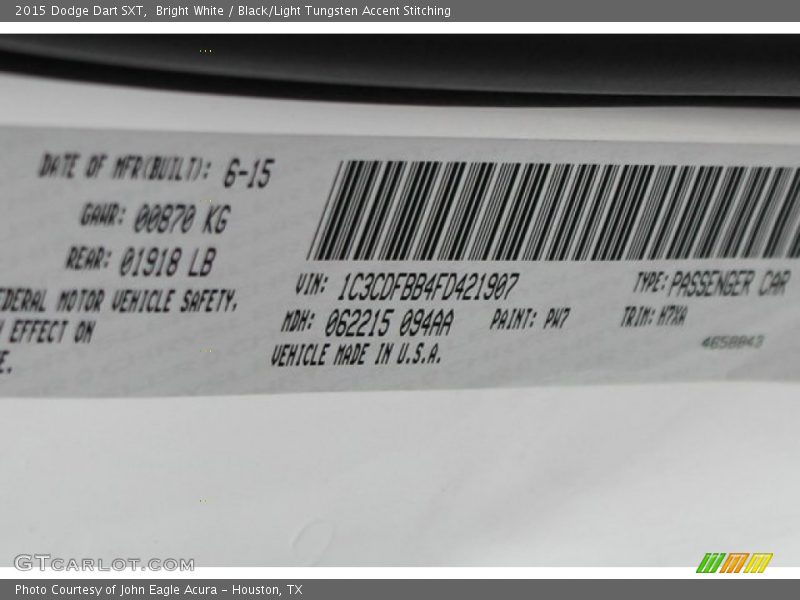 2015 Dodge Dart SXT, Bright White / Black/Light Tungsten Accent Stitching
DATE OF MFR(BUILT): 6-15
GAWR: 00870 KG
REAR: 01918 LB
EDERAL MOTOR VEHICLE SAFETY.
EFFECT ON
E.
VIN: 1C3CDFBB4FD421907
TYPE: PASSENGER CAR
MDH: 062215 094AA PAINT: PW7 TRIM: H7XA
VEHICLE MADE IN U.S.A.
4658843
GTCARLOT.COM
Photo Courtesy of John Eagle Acura - Houston, TX